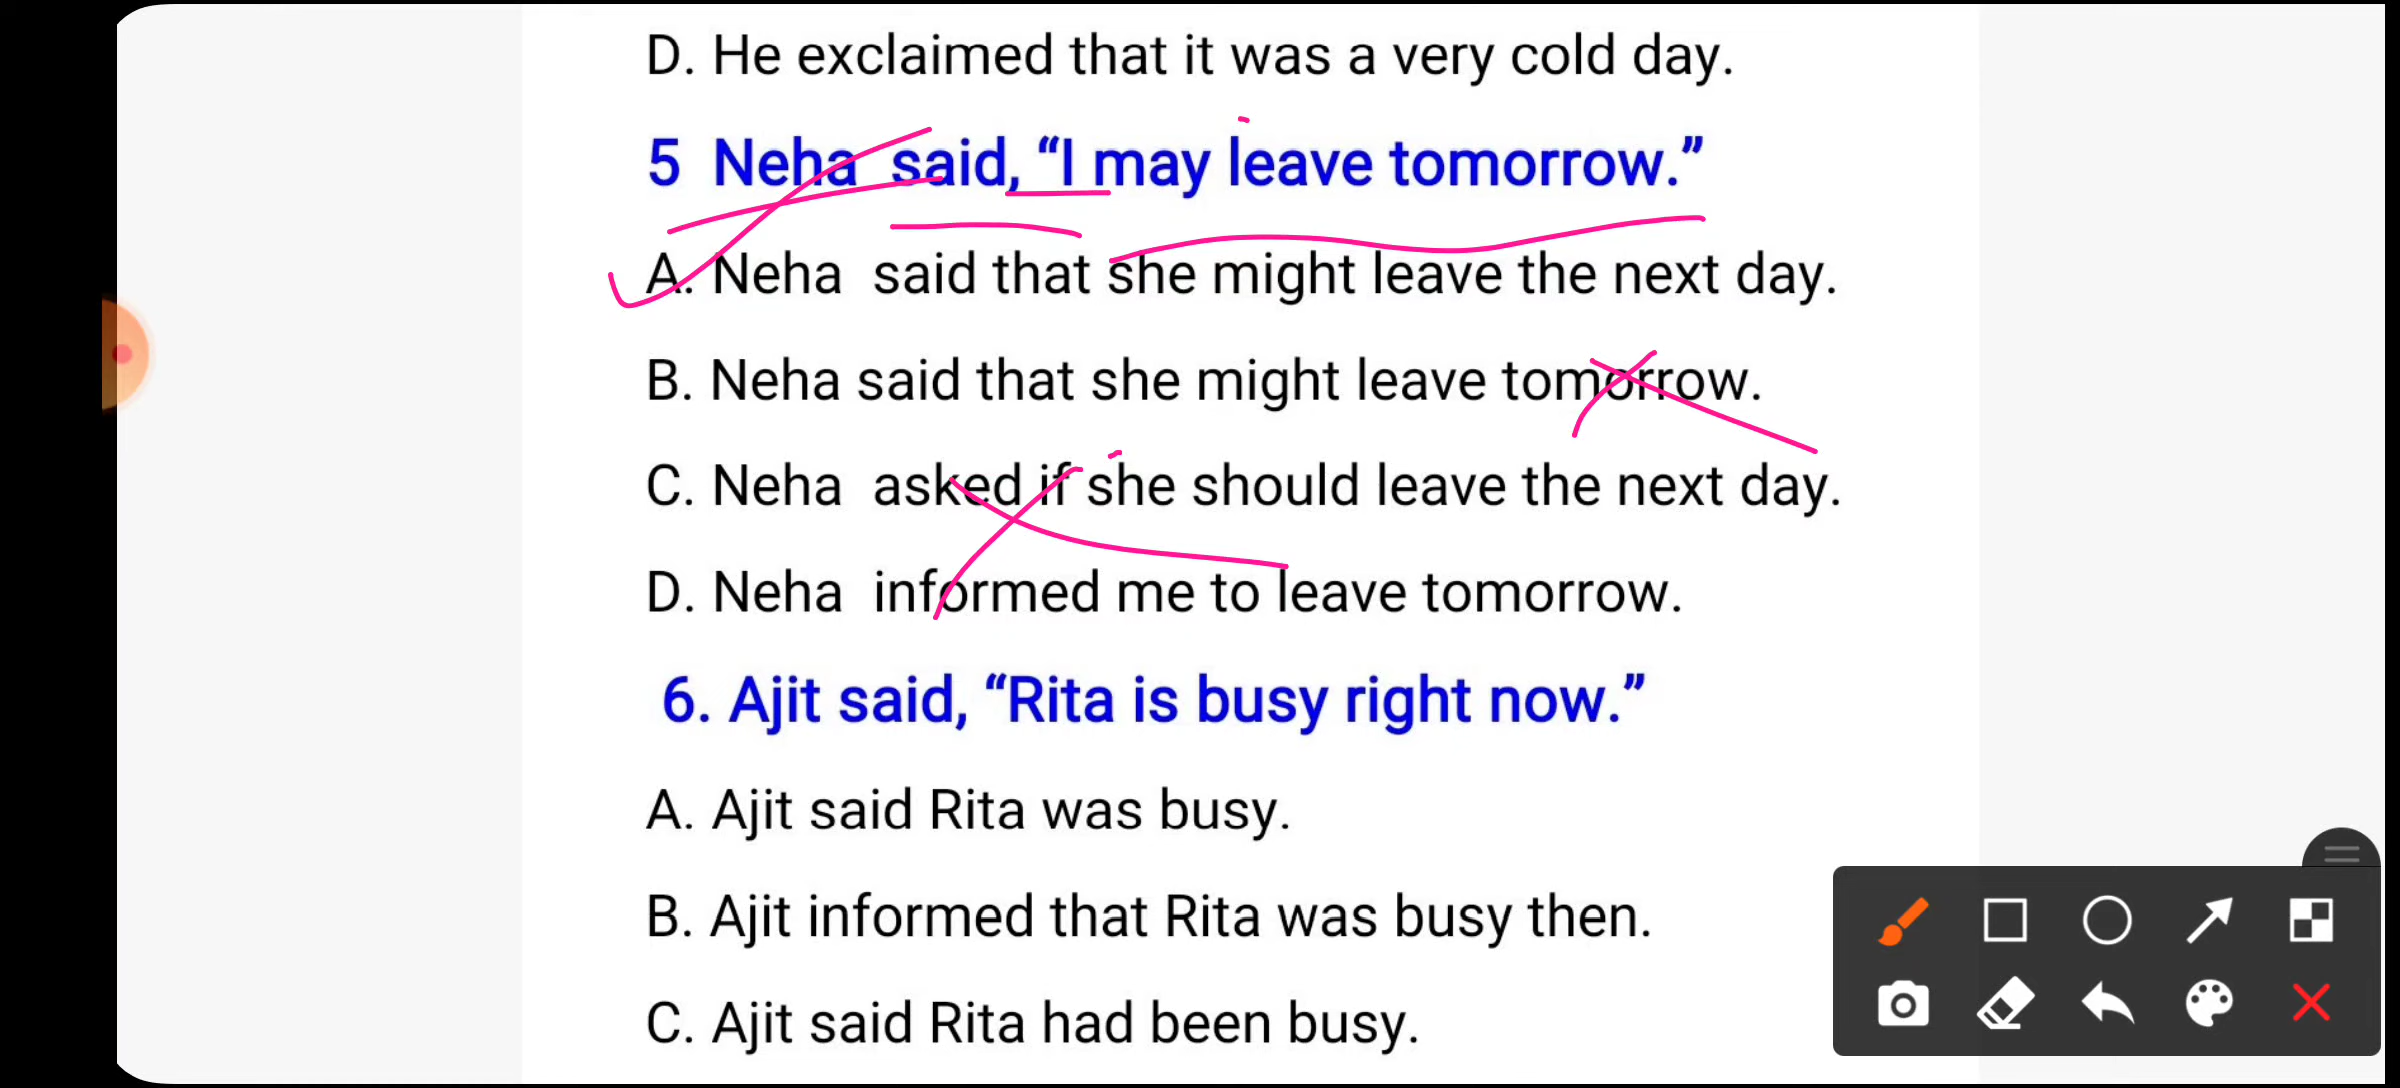 D. He exclaimed that it was a very cold day.
5 Neha said, “I may leave tomorrow.”
A. Neha said that she might leave the next day.
B. Neha said that she might leave tomorrow.
C. Neha asked if she should leave the next day.
D. Neha informed me to leave tomorrow.
6. Ajit said, “Rita is busy right now.”
A. Ajit said Rita was busy.
B. Ajit informed that Rita was busy then.
C. Ajit said Rita had been busy.